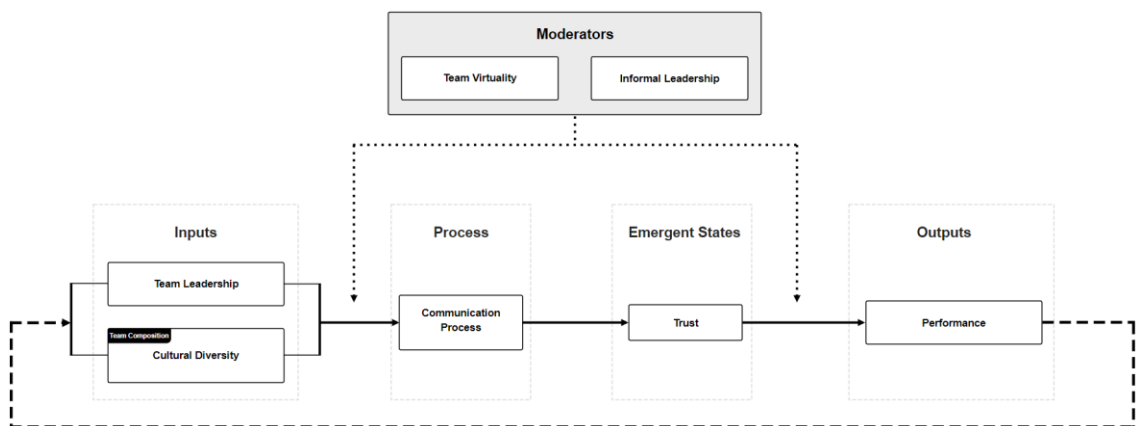 Moderators
Team Virtuality
Informal Leadership
Inputs
Process
Emergent States
Outputs
Team Leadership
Team Composition
Cultural Diversity
Communication
Process
Trust
Performance